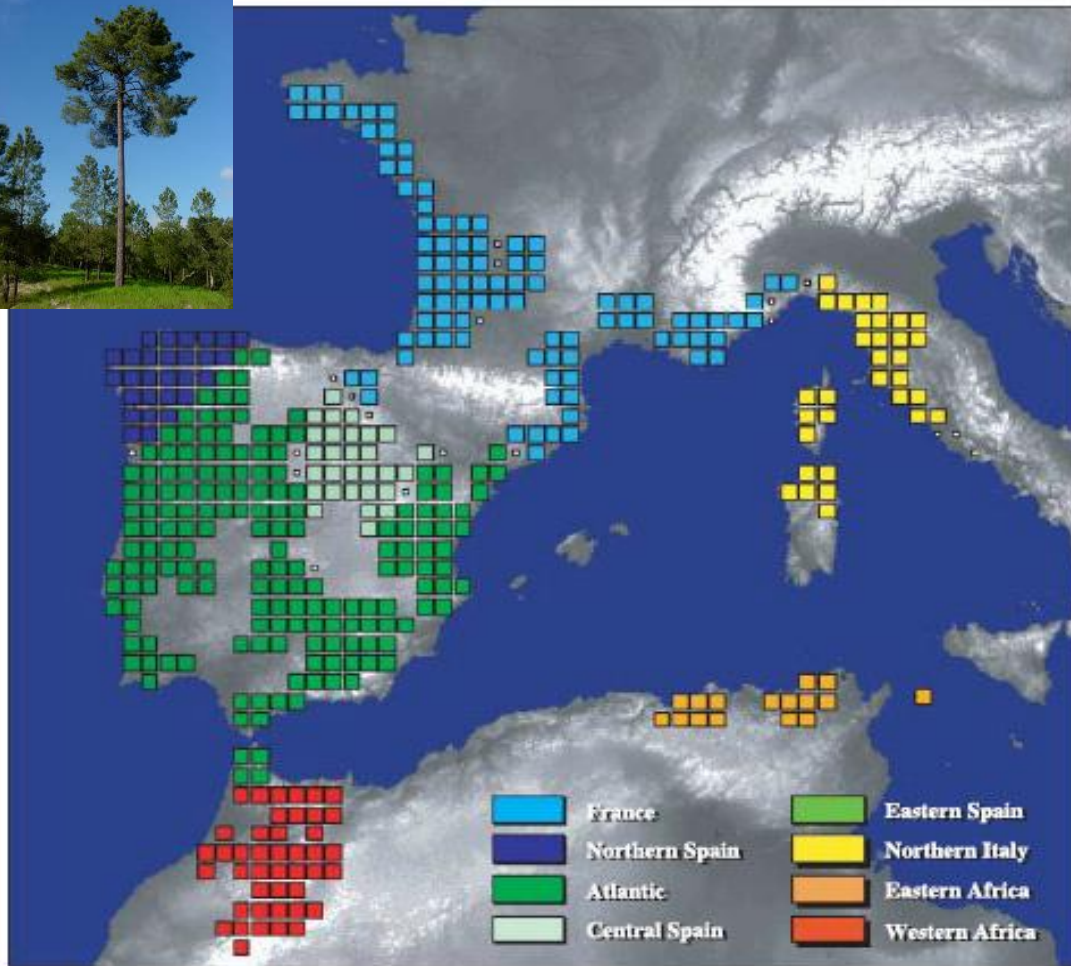 France
Northern Spain
Atlantic
Central Spain
Eastern Spain
Northern Italy
Eastern Africa
Western Africa